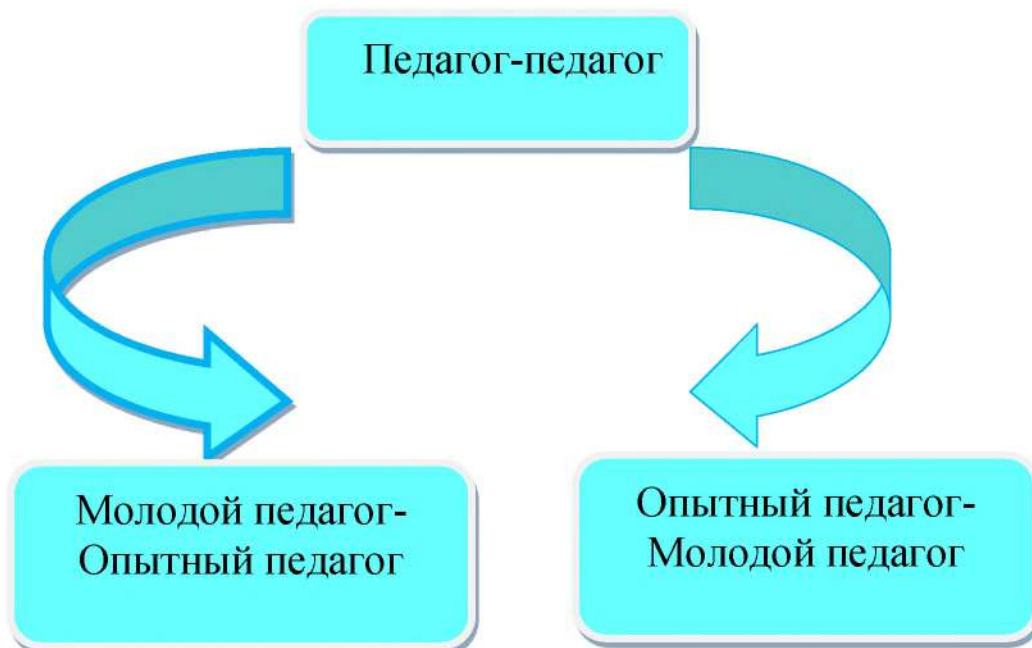 Педагог-педагог
Молодой педагог-
Опытный педагог
Опытный педагог-
Молодой педагог